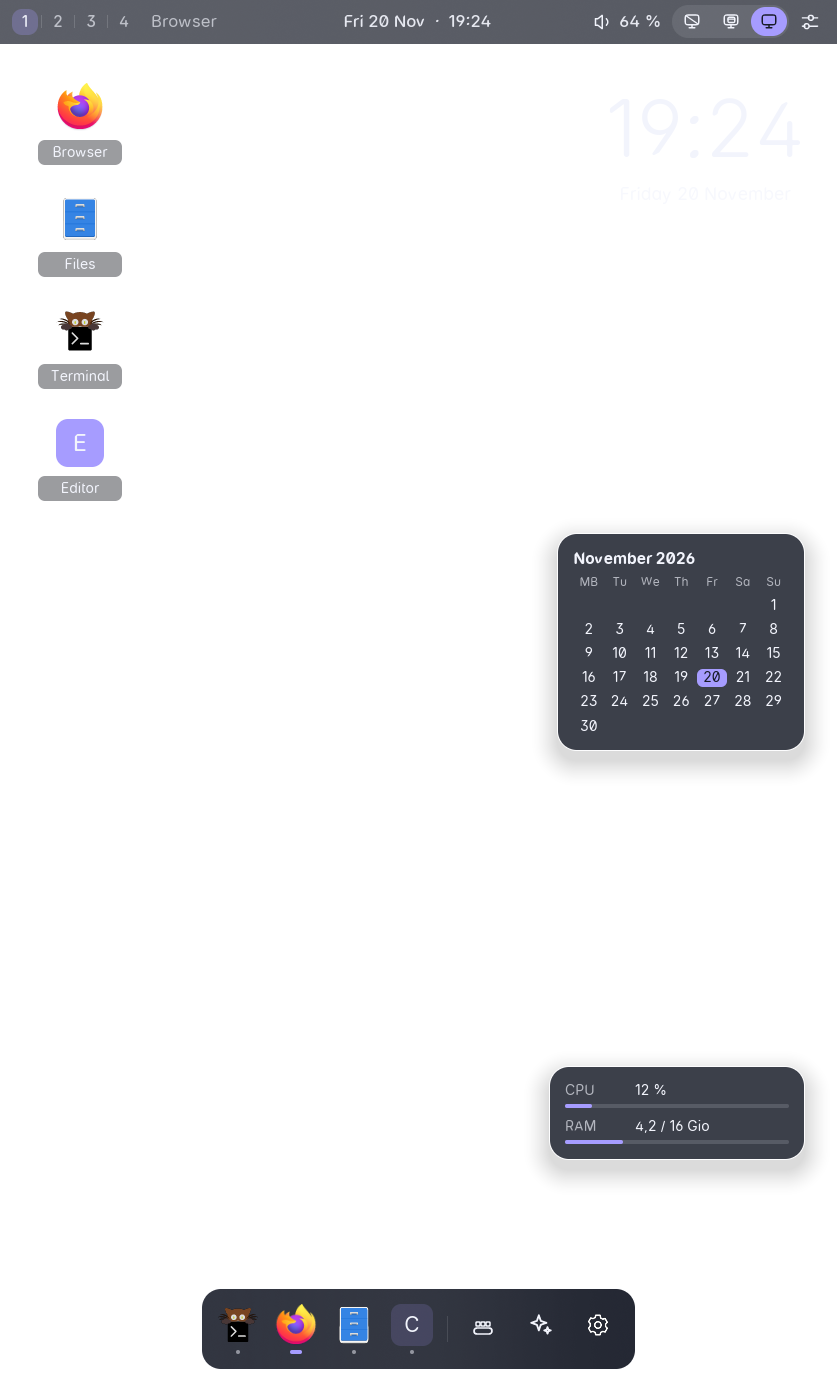 1 2 3 4 Browser Fri 20 Nov · 19:24 64 %
19:24
Friday 20 November
Browser
Files
Terminal
E
Editor
November 2026
MB Tu We Th Fr Sa Su
1
2 3 4 5 6 7 8
9 10 11 12 13 14 15
16 17 18 19 20 21 22
23 24 25 26 27 28 29
30
CPU 12 %
RAM 4,2 / 16 Gio
C